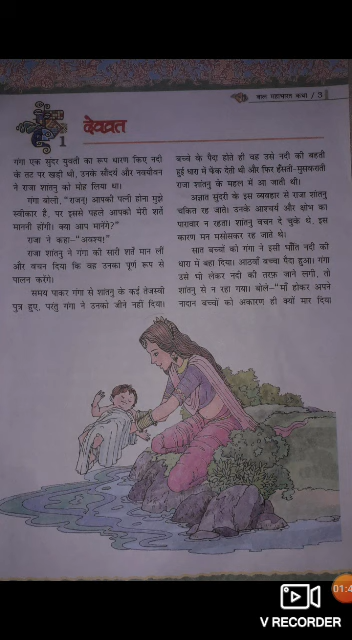 बाल महाभारत कथा / 3
1
देवव्रत
गंगा एक सुंदर युवती का रूप धारण किए नदी
के तट पर खड़ी थी, उनके सौंदर्य और नवयौवन
ने राजा शांतनु को मोह लिया था।
गंगा बोलीं, "राजन्! आपकी पत्नी होना मुझे
स्वीकार है, पर इससे पहले आपको मेरी शर्तें
माननी होंगी। क्या आप मानेंगे?"
राजा ने कहा–"अवश्य!"
राजा शांतनु ने गंगा की सारी शर्तें मान लीं
और वचन दिया कि वह उनका पूर्ण रूप से
पालन करेंगे।
समय पाकर गंगा से शांतनु के कई तेजस्वी
पुत्र हुए, परंतु गंगा ने उनको जीने नहीं दिया।
बच्चे के पैदा होते ही वह उसे नदी की बहती
हुई धारा में फेंक देती थीं और फिर हँसती-मुसकराती
राजा शांतनु के महल में आ जाती थीं।
अज्ञात सुंदरी के इस व्यवहार से राजा शांतनु
चकित रह जाते। उनके आश्चर्य और क्षोभ का
पारावार न रहता। शांतनु वचन दे चुके थे, इस
कारण मन मसोसकर रह जाते थे।
सात बच्चों को गंगा ने इसी भाँति नदी की
धारा में बहा दिया। आठवाँ बच्चा पैदा हुआ। गंगा
उसे भी लेकर नदी की तरफ़ जाने लगी, तो
शांतनु से न रहा गया। बोले–"माँ होकर अपने
नादान बच्चों को अकारण ही क्यों मार दिया
01:4
V RECORDER